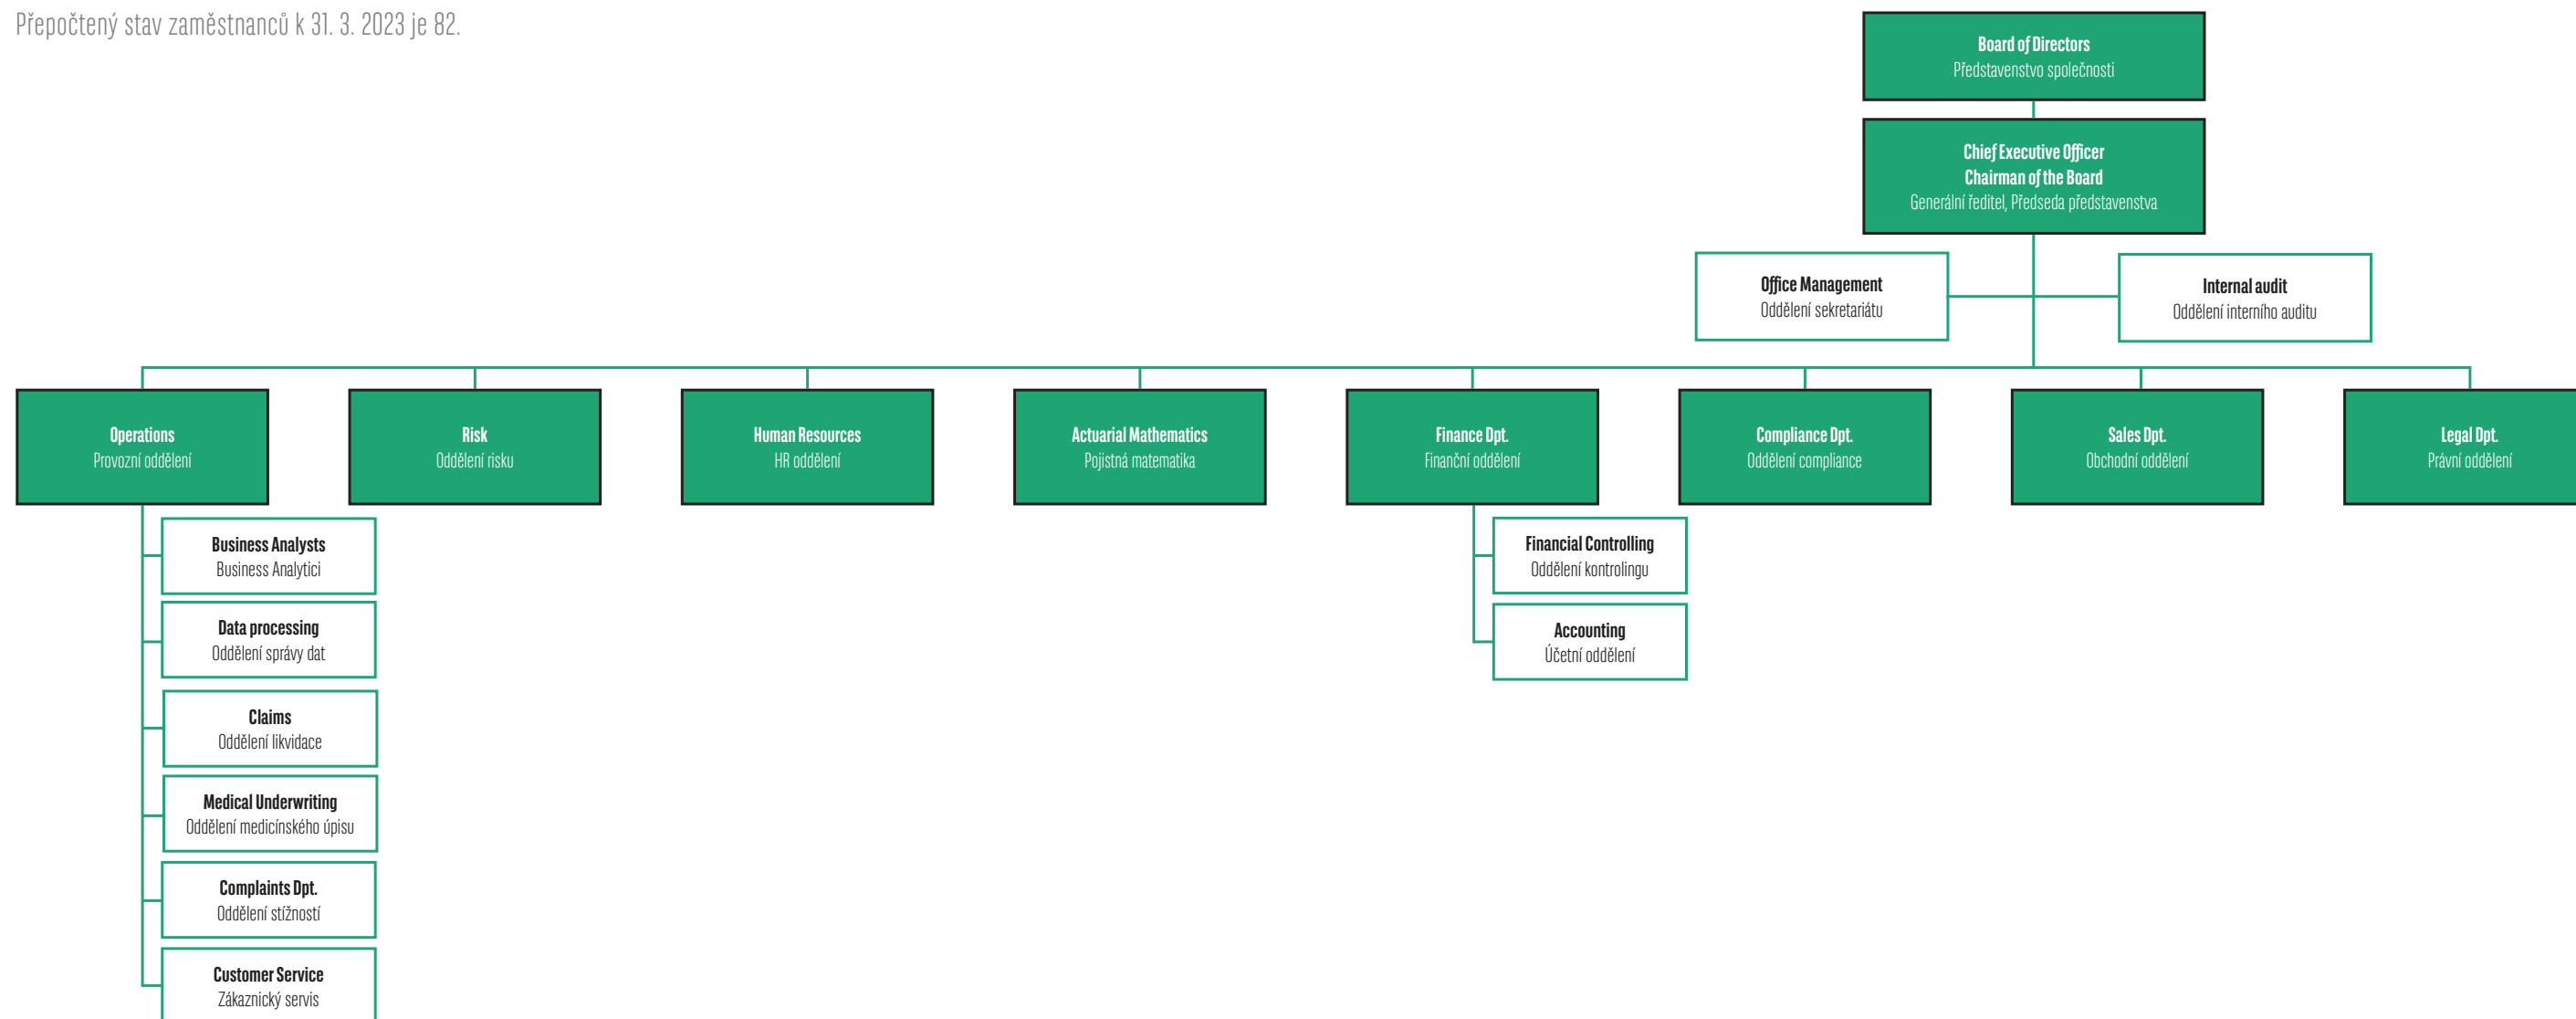 Přepočtený stav zaměstnanců k 31. 3. 2023 je 82.
Board of Directors
Představenstvo společnosti
Chief Executive Officer
Chairman of the Board
Generální ředitel, Předseda představenstva
Office Management
Oddělení sekretariátu
Internal audit
Oddělení interního auditu
Operations
Provozní oddělení
Risk
Oddělení risku
Human Resources
HR oddělení
Actuarial Mathematics
Pojistná matematika
Finance Dpt.
Finanční oddělení
Compliance Dpt.
Oddělení compliance
Sales Dpt.
Obchodní oddělení
Legal Dpt.
Právní oddělení
Business Analysts
Business Analytici
Data processing
Oddělení správy dat
Claims
Oddělení likvidace
Medical Underwriting
Oddělení medicínského úpisu
Complaints Dpt.
Oddělení stížností
Customer Service
Zákaznický servis
Financial Controlling
Oddělení kontrolingu
Accounting
Účetní oddělení